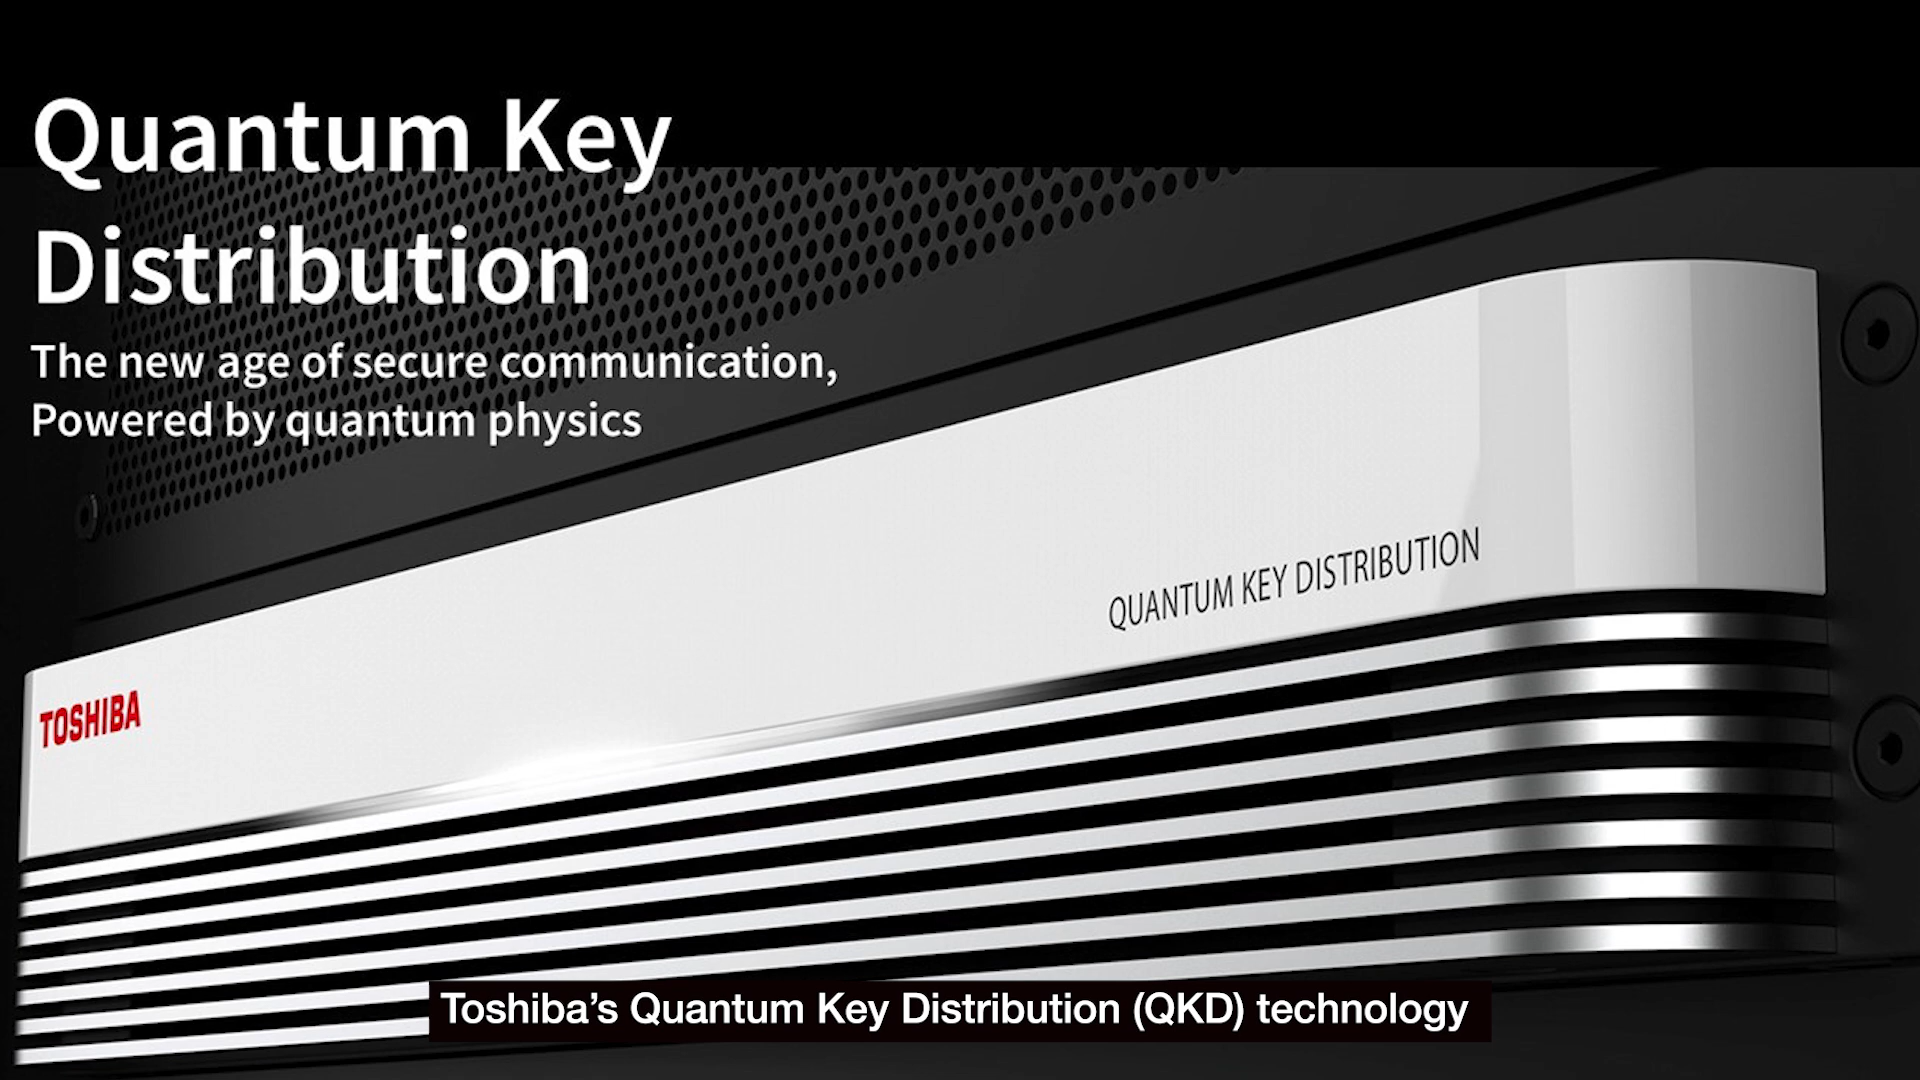 Quantum Key
Distribution
The new age of secure communication,
Powered by quantum physics
QUANTUM KEY DISTRIBUTION
TOSHIBA
Toshiba’s Quantum Key Distribution (QKD) technology